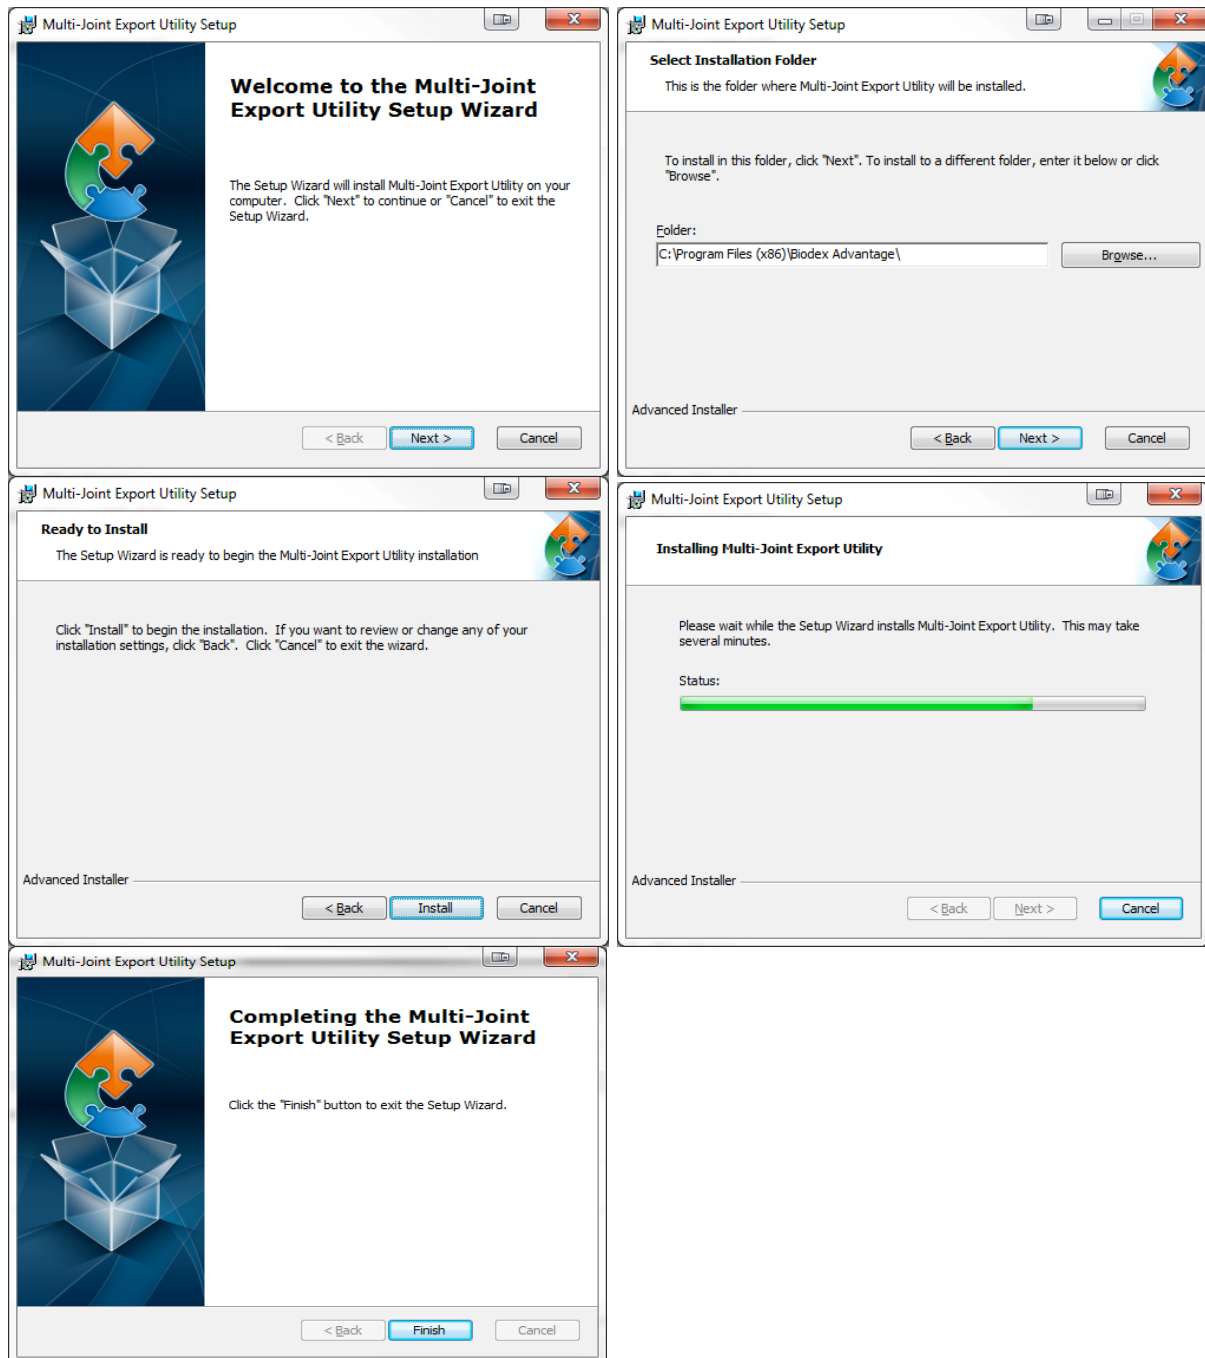 Multi-Joint Export Utility Setup
Welcome to the Multi-Joint
Export Utility Setup Wizard
The Setup Wizard will install Multi-Joint Export Utility on your
computer. Click "Next" to continue or "Cancel" to exit the
Setup Wizard.
< Back
Next >
Cancel
Multi-Joint Export Utility Setup
Select Installation Folder
This is the folder where Multi-Joint Export Utility will be installed.
To install in this folder, click "Next". To install to a different folder, enter it below or click
"Browse".
Folder:
C:\Program Files (x86)\Biodex Advantage\
Browse...
Advanced Installer
< Back
Next >
Cancel
Multi-Joint Export Utility Setup
Ready to Install
The Setup Wizard is ready to begin the Multi-Joint Export Utility installation
Click "Install" to begin the installation. If you want to review or change any of your
installation settings, click "Back". Click "Cancel" to exit the wizard.
Advanced Installer
< Back
Install
Cancel
Multi-Joint Export Utility Setup
Installing Multi-Joint Export Utility
Please wait while the Setup Wizard installs Multi-Joint Export Utility. This may take
several minutes.
Status:
Advanced Installer
< Back
Next >
Cancel
Multi-Joint Export Utility Setup
Completing the Multi-Joint
Export Utility Setup Wizard
Click the "Finish" button to exit the Setup Wizard.
< Back
Finish
Cancel